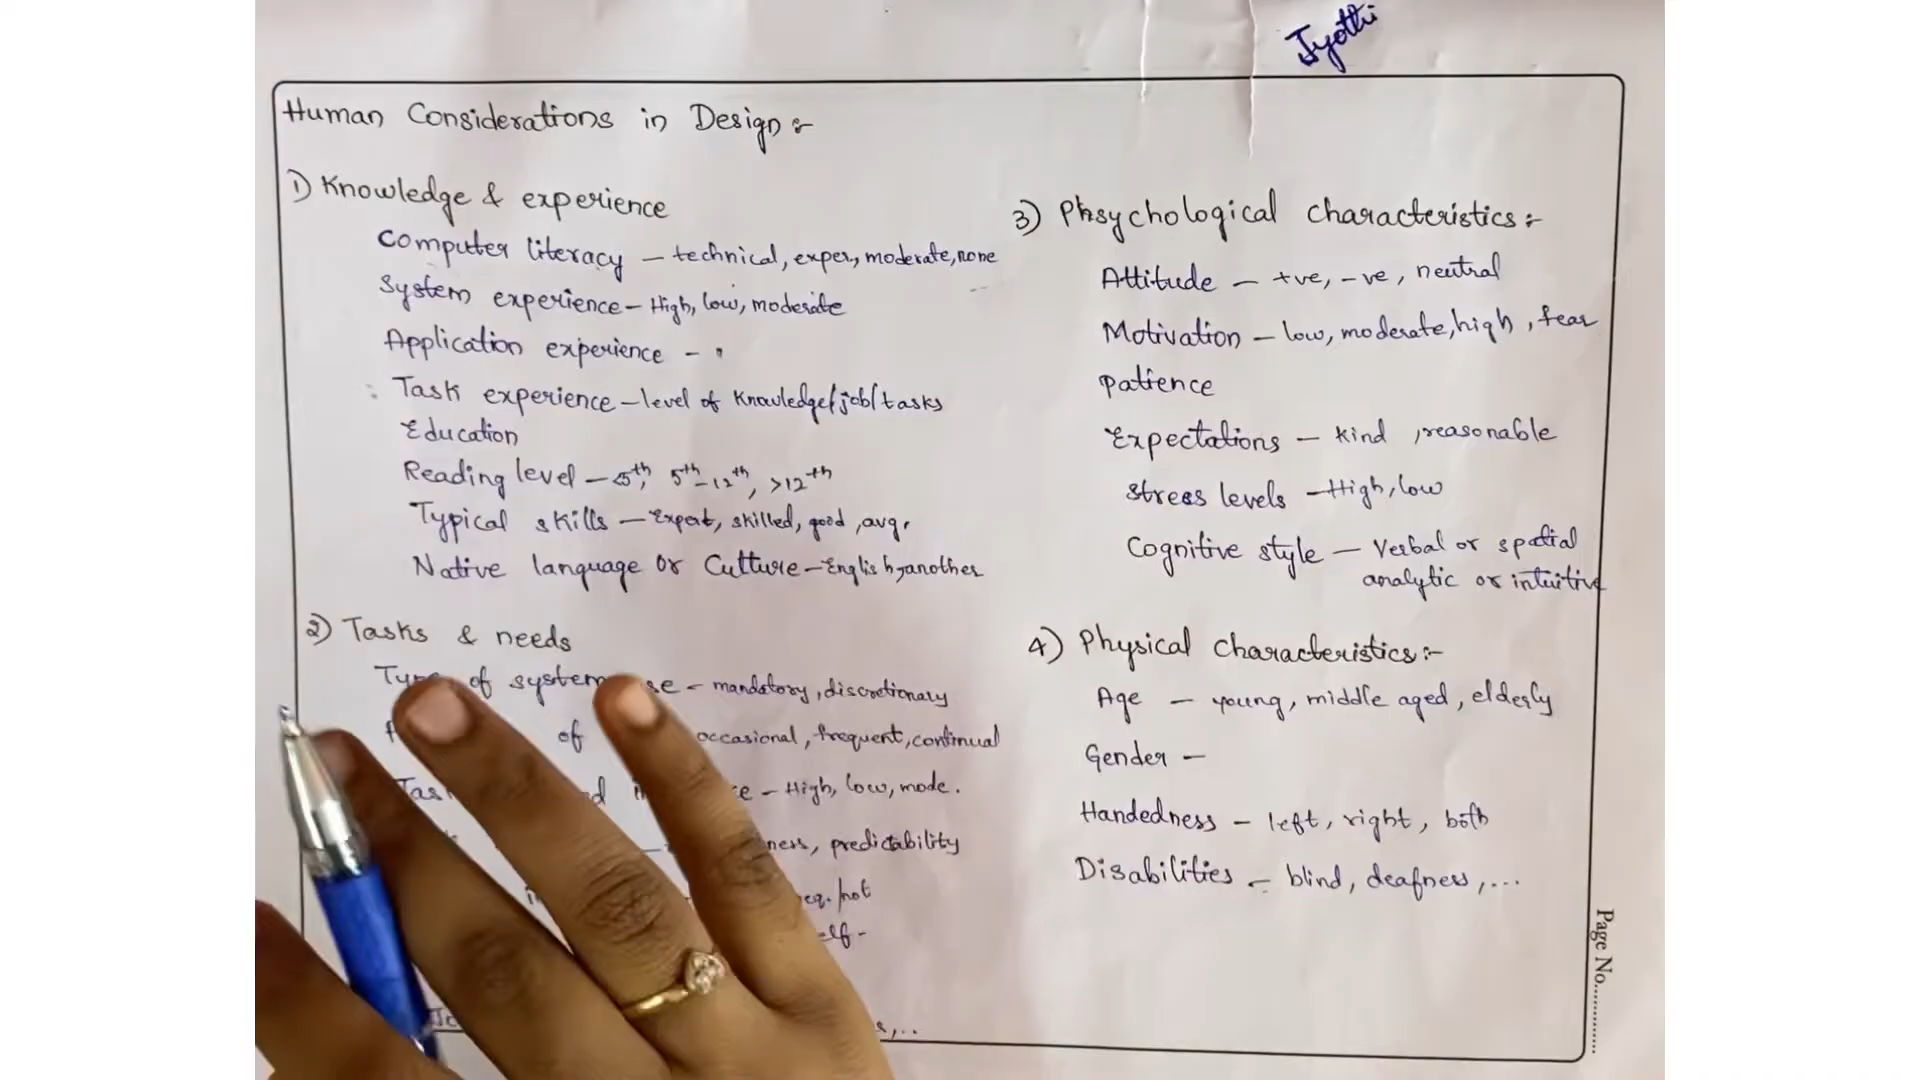 Jyothi
Human Considerations in Design :-
1) Knowledge & experience
Computer literacy - technical, exper, moderate, none
System experience - High, low, moderate
Application experience - "
Task experience - level of knowledge/job/tasks
Education
Reading level - <5th, 5th-12th, >12th
Typical skills - Expert, skilled, good, avg.
Native language or Culture - English, another
2) Tasks & needs
of system - mandatory, discretionary
of occasional, frequent, continual
- High, low, mode.
predictability
/not
3) Phsychological characteristics :-
Attitude - +ve, -ve, neutral
Motivation - low, moderate, high, fear
patience
Expectations - kind, reasonable
Stress levels - High, low
Cognitive style - Verbal or spatial
analytic or intuitive
4) Physical characteristics :-
Age - young, middle aged, elderly
Gender -
Handedness - left, right, both
Disabilities - blind, deafness, ...
Page No..............